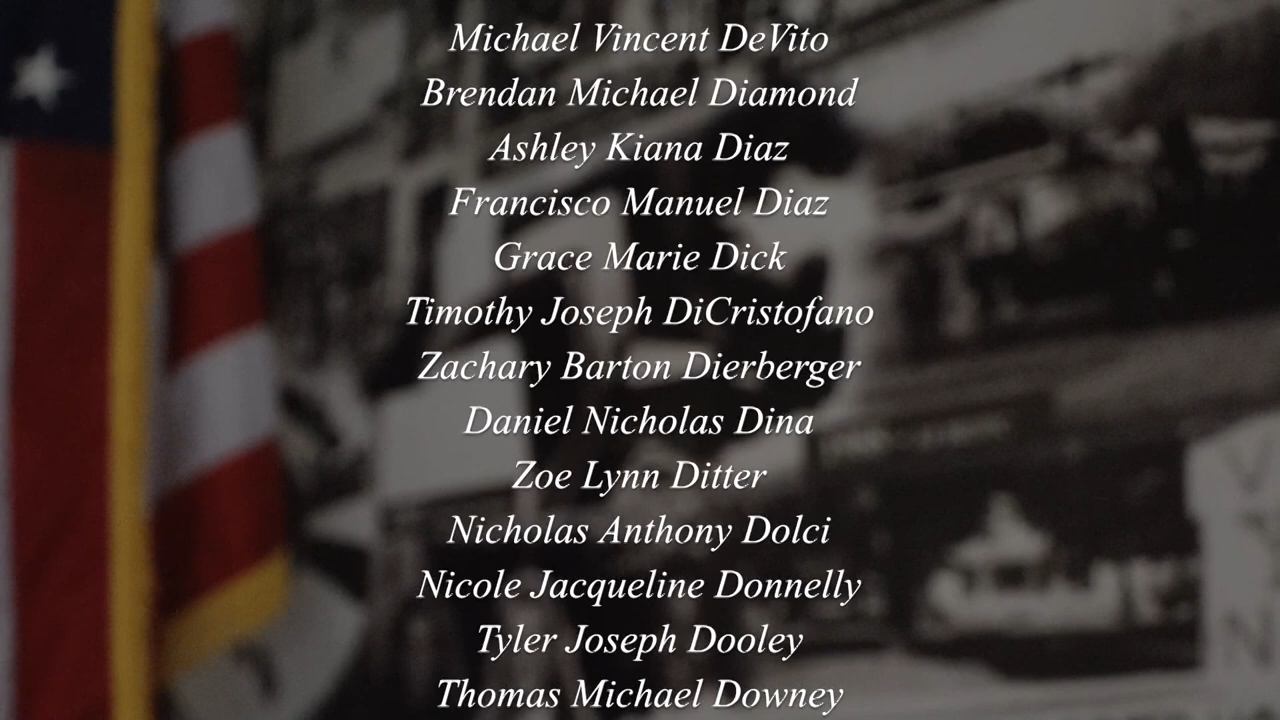 Michael Vincent DeVito
Brendan Michael Diamond
Ashley Kiana Diaz
Francisco Manuel Diaz
Grace Marie Dick
Timothy Joseph DiCristofano
Zachary Barton Dierberger
Daniel Nicholas Dina
Zoe Lynn Ditter
Nicholas Anthony Dolci
Nicole Jacqueline Donnelly
Tyler Joseph Dooley
Thomas Michael Downey